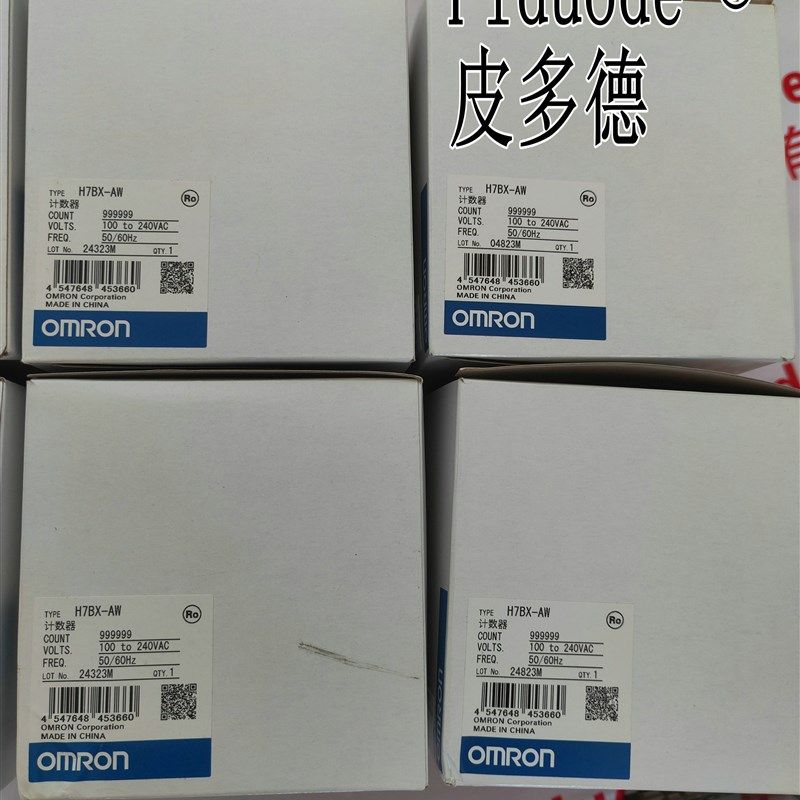 Piduode ®
皮多德
TYPE H7BX-AW
Ro
计数器
COUNT 999999
VOLTS. 100 to 240VAC
FREQ. 50/60Hz
LOT No. 24323M QTY. 1
4 547648 453660
OMRON Corporation
MADE IN CHINA
OMRON
TYPE H7BX-AW
Ro
计数器
COUNT 999999
VOLTS. 100 to 240VAC
FREQ. 50/60Hz
LOT No. 04823M QTY. 1
4 547648 453660
OMRON Corporation
MADE IN CHINA
OMRON
TYPE H7BX-AW
Ro
计数器
COUNT 999999
VOLTS. 100 to 240VAC
FREQ. 50/60Hz
LOT No. 24323M QTY. 1
4 547648 453660
OMRON Corporation
MADE IN CHINA
OMRON
TYPE H7BX-AW
Ro
计数器
COUNT 999999
VOLTS. 100 to 240VAC
FREQ. 50/60Hz
LOT No. 24823M QTY. 1
4 547648 453660
OMRON Corporation
MADE IN CHINA
OMRON